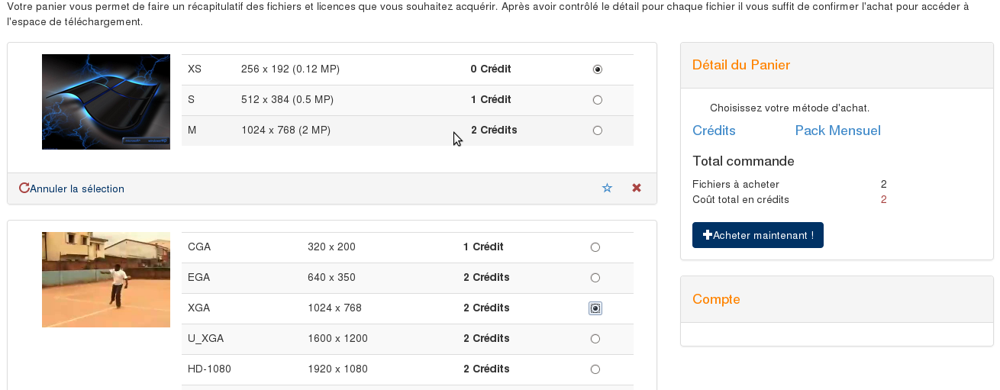 Votre panier vous permet de faire un récapitulatif des fichiers et licences que vous souhaitez acquérir. Après avoir contrôlé le détail pour chaque fichier il vous suffit de confirmer l'achat pour accéder à
l'espace de téléchargement.
XS 256 x 192 (0.12 MP) 0 Crédit
S 512 x 384 (0.5 MP) 1 Crédit
M 1024 x 768 (2 MP) 2 Crédits
Annuler la sélection
CGA 320 x 200 1 Crédit
EGA 640 x 350 2 Crédits
XGA 1024 x 768 2 Crédits
U_XGA 1600 x 1200 2 Crédits
HD-1080 1920 x 1080 2 Crédits
Détail du Panier
Choisissez votre métode d'achat.
Crédits Pack Mensuel
Total commande
Fichiers à acheter 2
Coût total en crédits 2
Acheter maintenant !
Compte